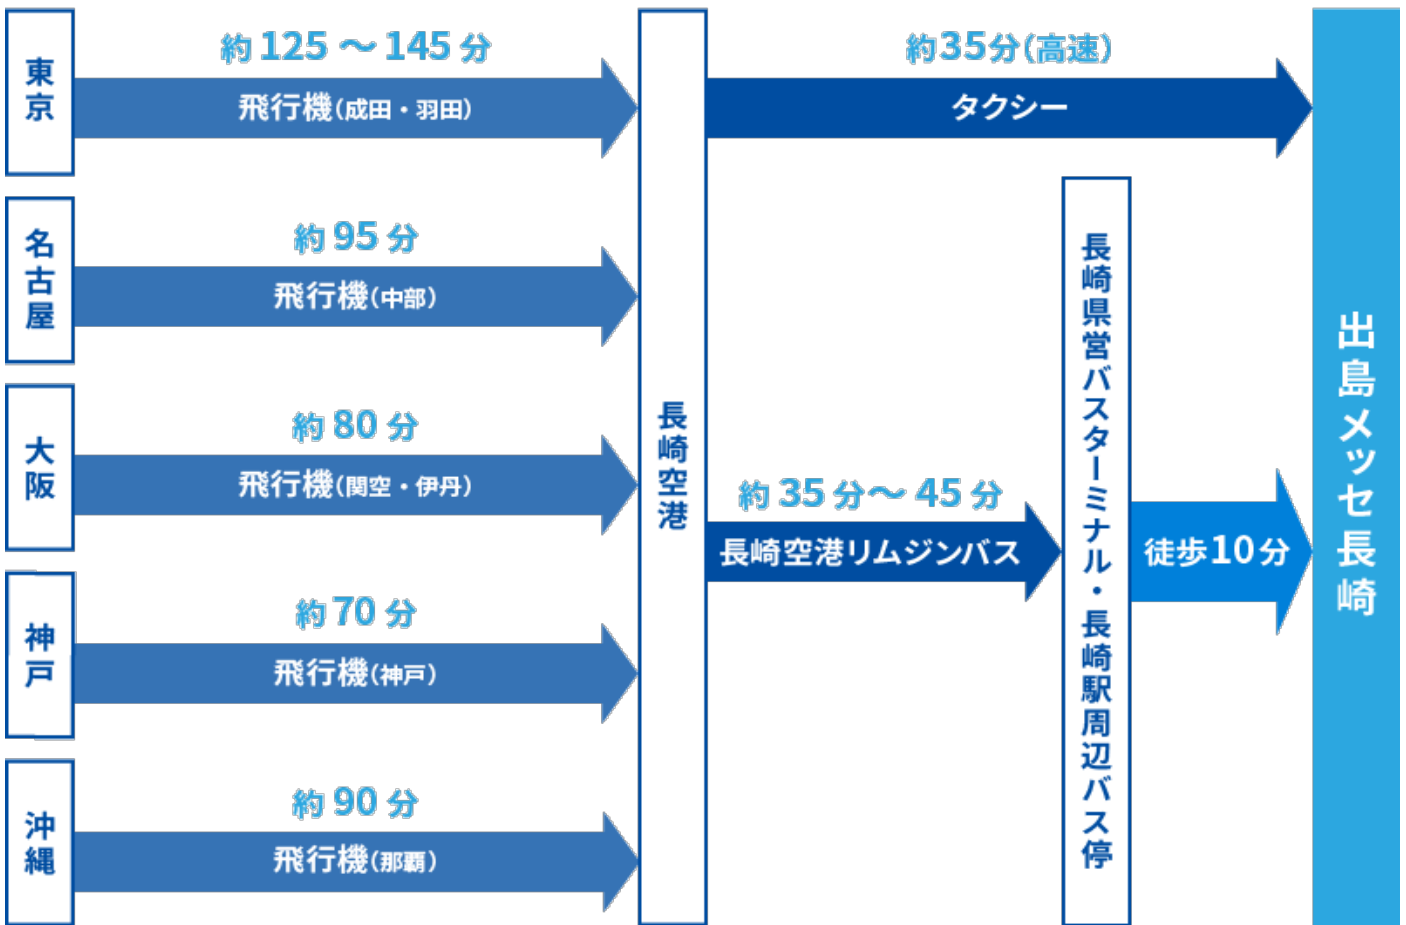 東京
約125～145分
飛行機(成田・羽田)
名古屋
約95分
飛行機(中部)
大阪
約80分
飛行機(関空・伊丹)
神戸
約70分
飛行機(神戸)
沖縄
約90分
飛行機(那覇)
長崎空港
約35分(高速)
タクシー
約35分～45分
長崎空港リムジンバス
長崎県営バスターミナル・長崎駅周辺バス停
徒歩10分
出島メッセ長崎